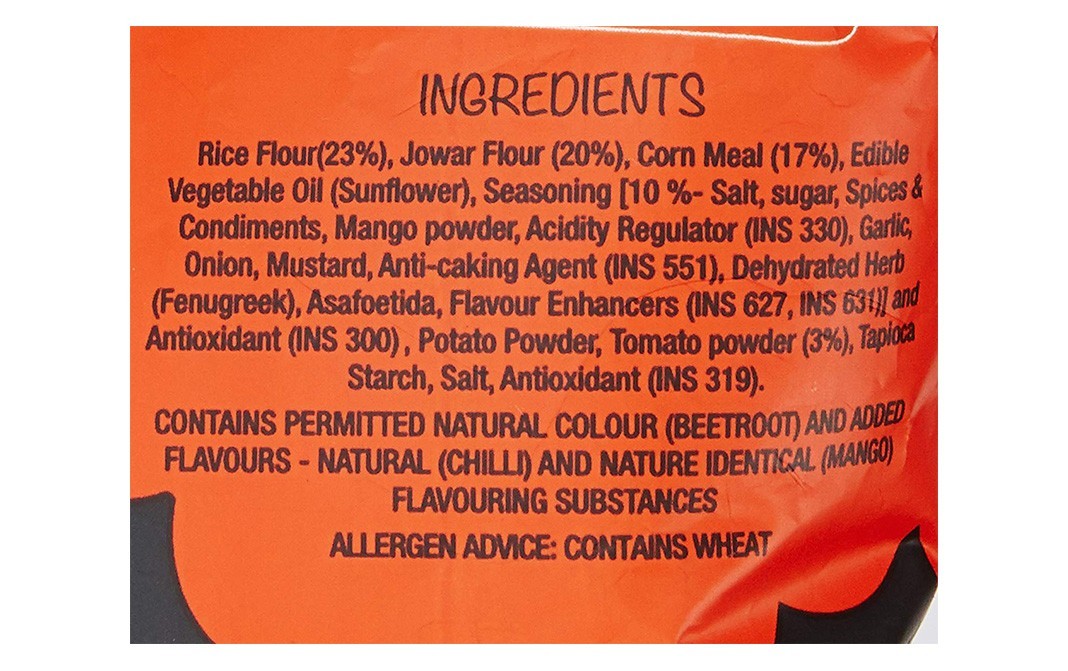 INGREDIENTS
Rice Flour(23%), Jowar Flour (20%), Corn Meal (17%), Edible
Vegetable Oil (Sunflower), Seasoning [10 %- Salt, sugar, Spices &
Condiments, Mango powder, Acidity Regulator (INS 330), Garlic,
Onion, Mustard, Anti-caking Agent (INS 551), Dehydrated Herb
(Fenugreek), Asafoetida, Flavour Enhancers (INS 627, INS 631)] and
Antioxidant (INS 300) , Potato Powder, Tomato powder (3%), Tapioca
Starch, Salt, Antioxidant (INS 319).
CONTAINS PERMITTED NATURAL COLOUR (BEETROOT) AND ADDED
FLAVOURS - NATURAL (CHILLI) AND NATURE IDENTICAL (MANGO)
FLAVOURING SUBSTANCES
ALLERGEN ADVICE: CONTAINS WHEAT